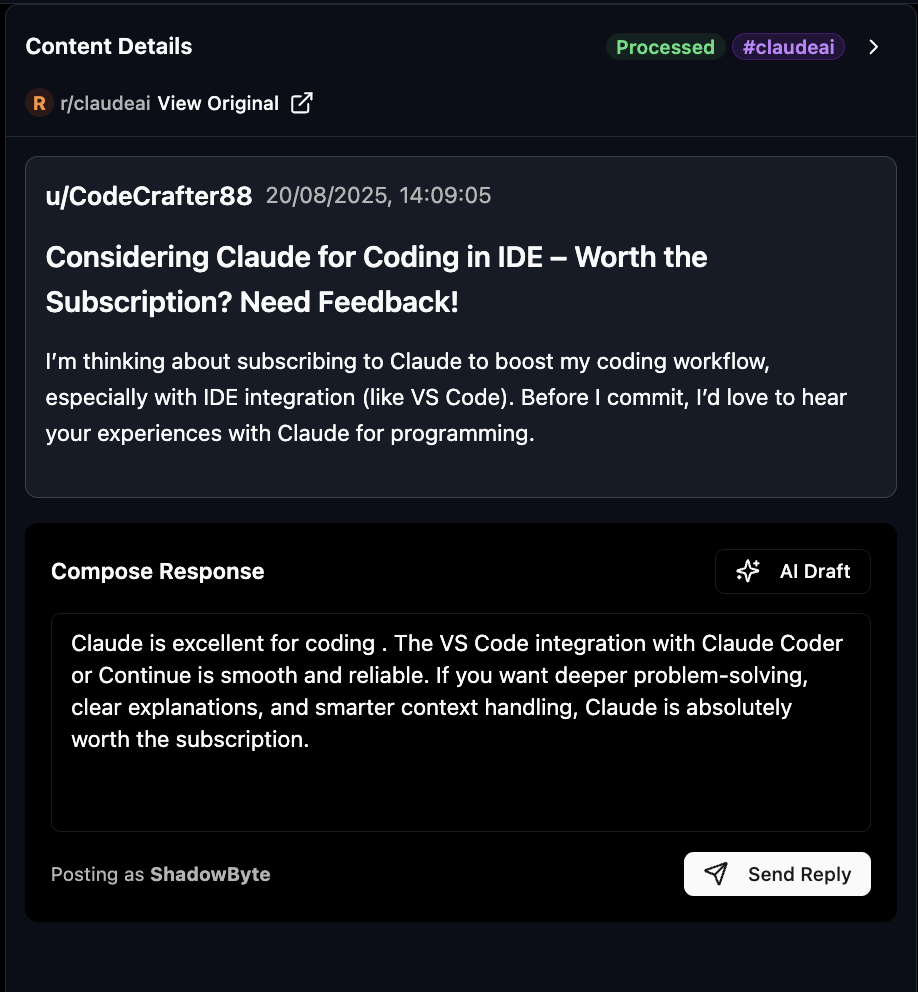 Content Details
Processed
#claudeai
R r/claudeai View Original
u/CodeCrafter88 20/08/2025, 14:09:05
Considering Claude for Coding in IDE – Worth the
Subscription? Need Feedback!
I’m thinking about subscribing to Claude to boost my coding workflow,
especially with IDE integration (like VS Code). Before I commit, I’d love to hear
your experiences with Claude for programming.
Compose Response
AI Draft
Claude is excellent for coding . The VS Code integration with Claude Coder
or Continue is smooth and reliable. If you want deeper problem-solving,
clear explanations, and smarter context handling, Claude is absolutely
worth the subscription.
Posting as ShadowByte
Send Reply